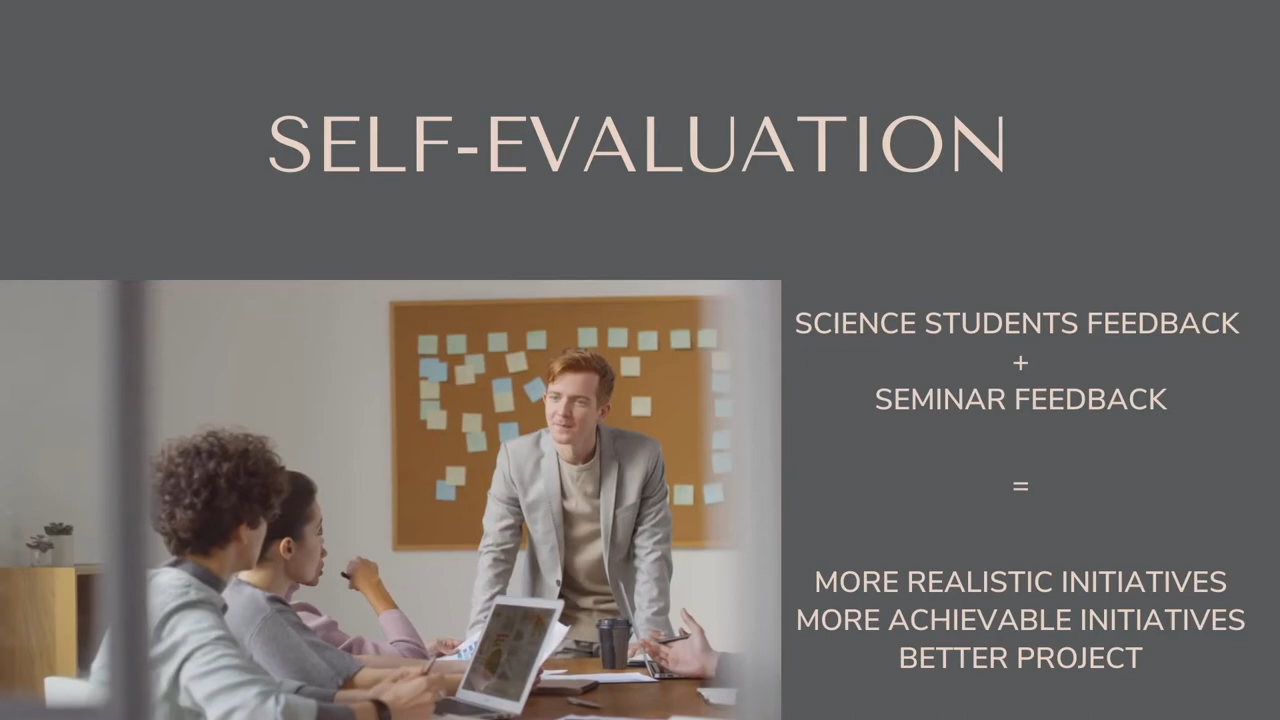 SELF-EVALUATION
SCIENCE STUDENTS FEEDBACK
+
SEMINAR FEEDBACK
=
MORE REALISTIC INITIATIVES
MORE ACHIEVABLE INITIATIVES
BETTER PROJECT